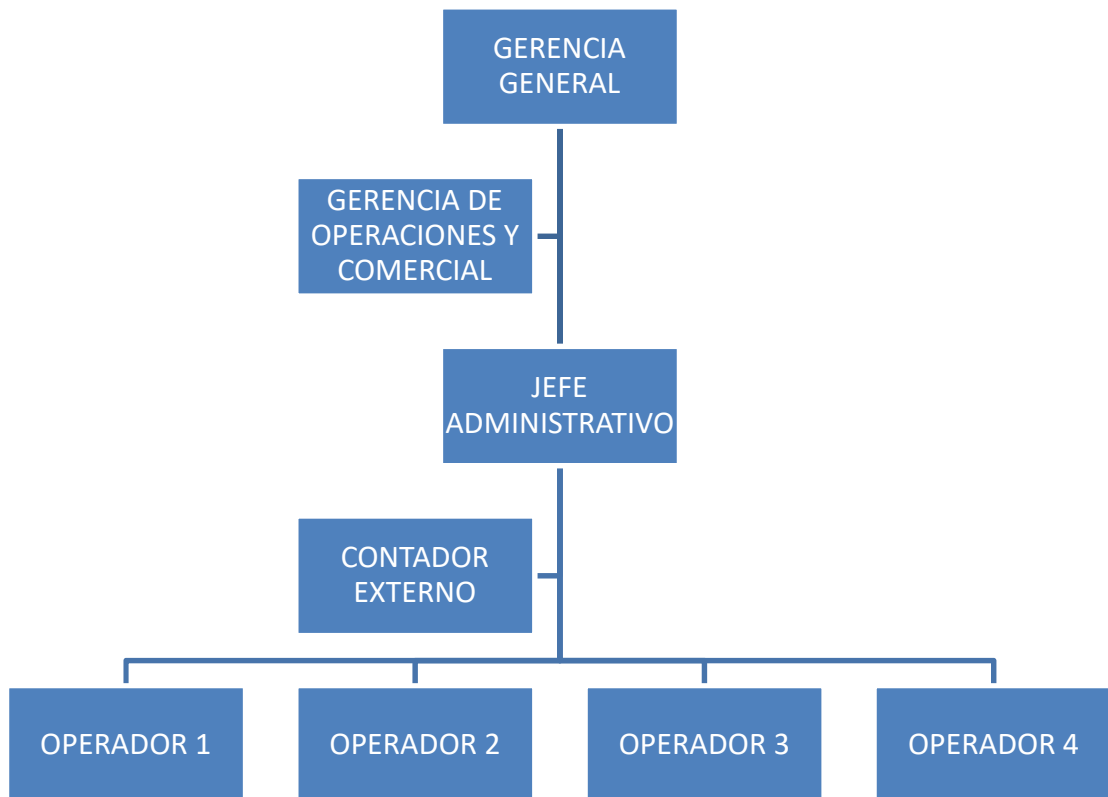 GERENCIA
GENERAL
GERENCIA DE
OPERACIONES Y
COMERCIAL
JEFE
ADMINISTRATIVO
CONTADOR
EXTERNO
OPERADOR 1
OPERADOR 2
OPERADOR 3
OPERADOR 4